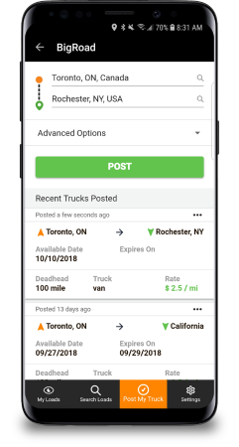 70% 8:31 AM
BigRoad
Toronto, ON, Canada
Rochester, NY, USA
Advanced Options
POST
Recent Trucks Posted
Posted a few seconds ago
Toronto, ON Rochester, NY
Available Date Expires On
10/10/2018
Deadhead Truck Rate
100 mile van $ 2.5 / mi
Posted 13 days ago
Toronto, ON California
Available Date Expires On
09/27/2018 09/29/2018
My Loads Search Loads Post My Truck Settings